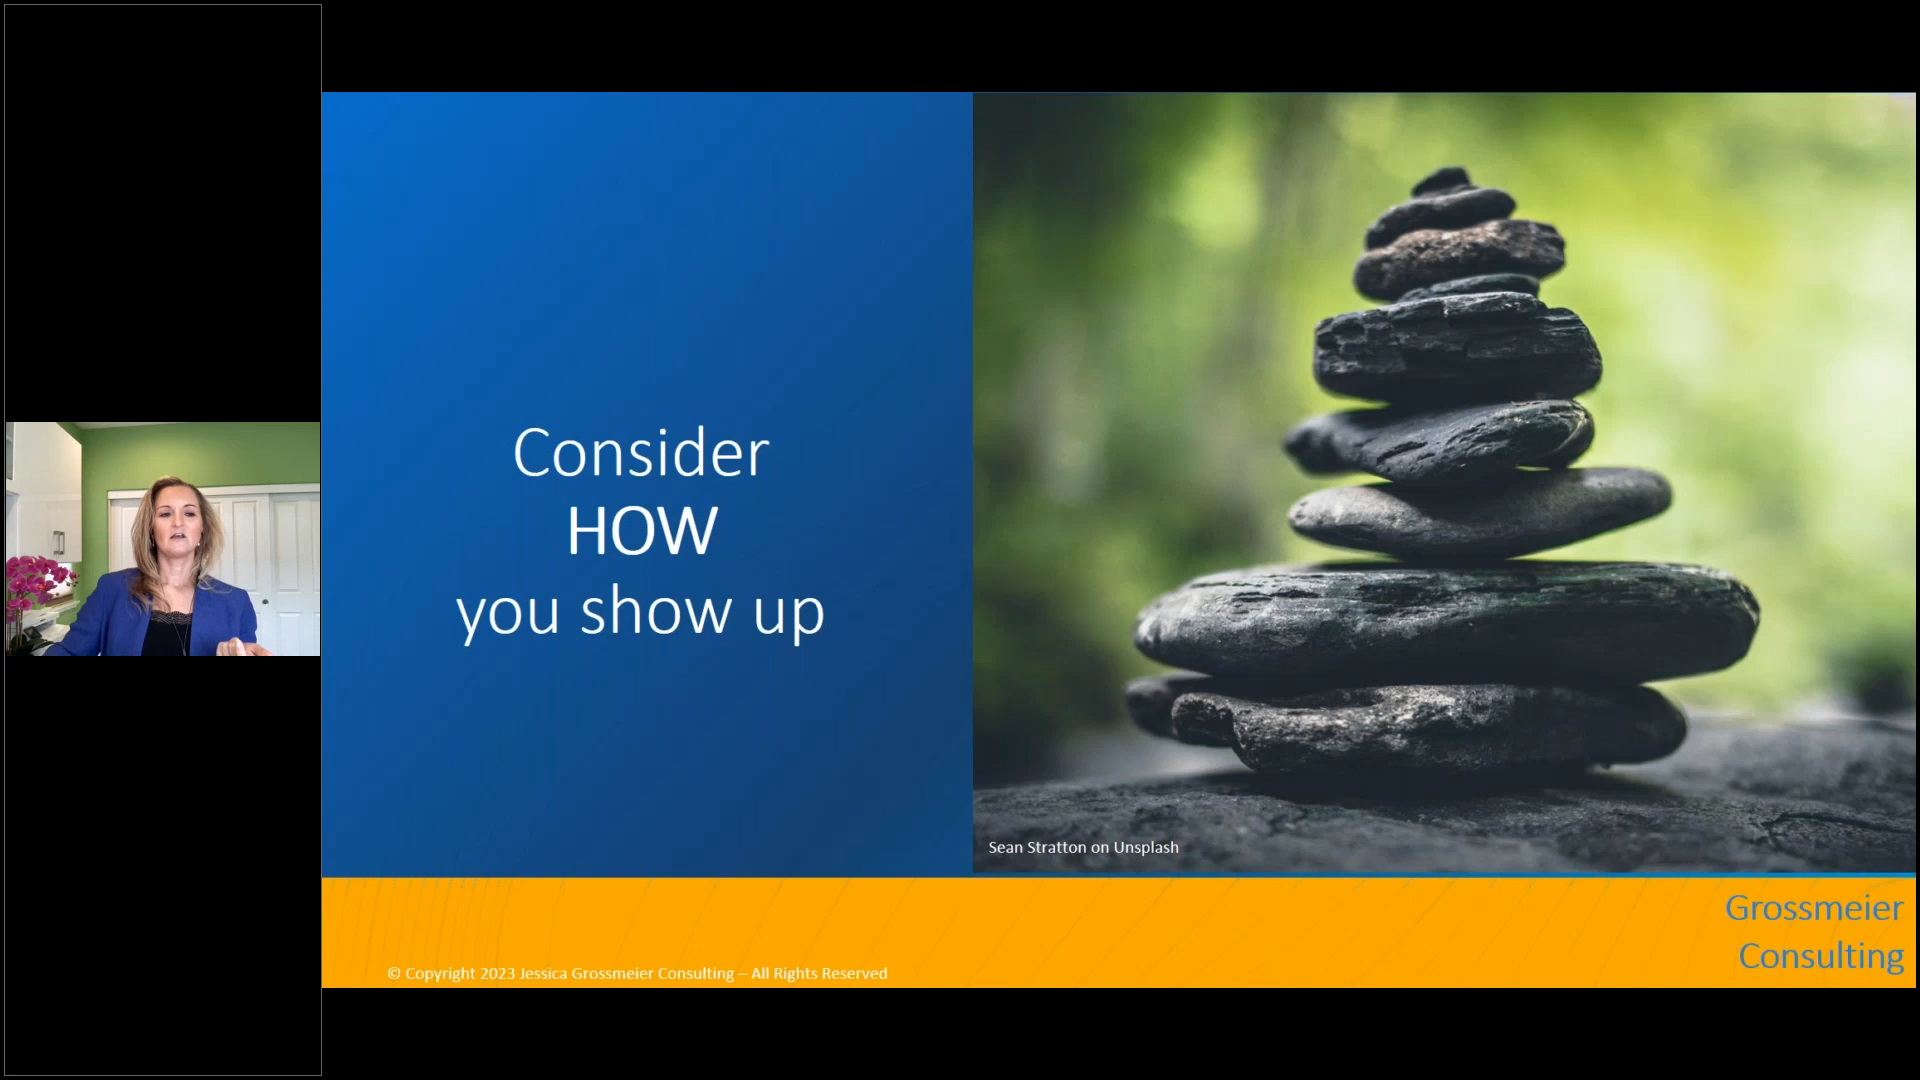 Consider
HOW
you show up
Sean Stratton on Unsplash
Grossmeier
Consulting
© Copyright 2023 Jessica Grossmeier Consulting – All Rights Reserved